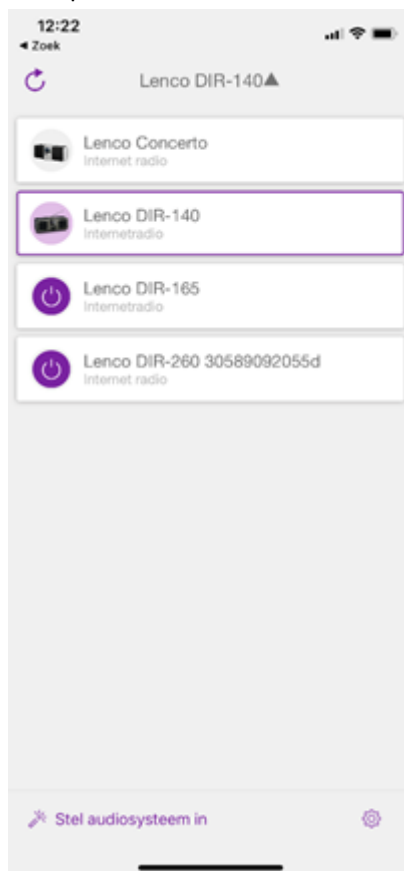 12:22
◀ Zoek
Lenco DIR-140▲
Lenco Concerto
Internet radio
Lenco DIR-140
Internetradio
Lenco DIR-165
Internetradio
Lenco DIR-260 30589092055d
Internet radio
Stel audiosysteem in